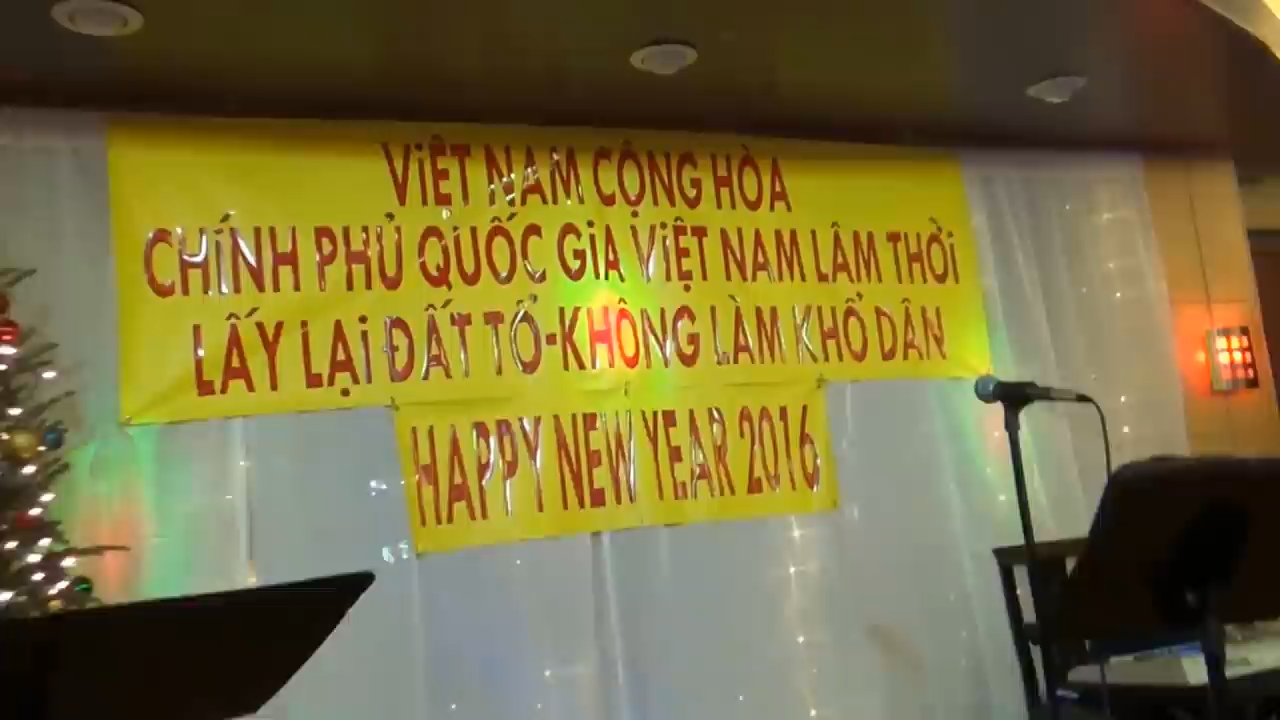 ViỆT NAM CỘNG HÒA
CHÍNH PHỦ QUỐC GiA ViỆT NAM LÂM THỜi
LẤY LẠi ĐẤT TỔ-KHÔNG LÀM KHỔ DÂN
HAPPY NEW YEAR 2016